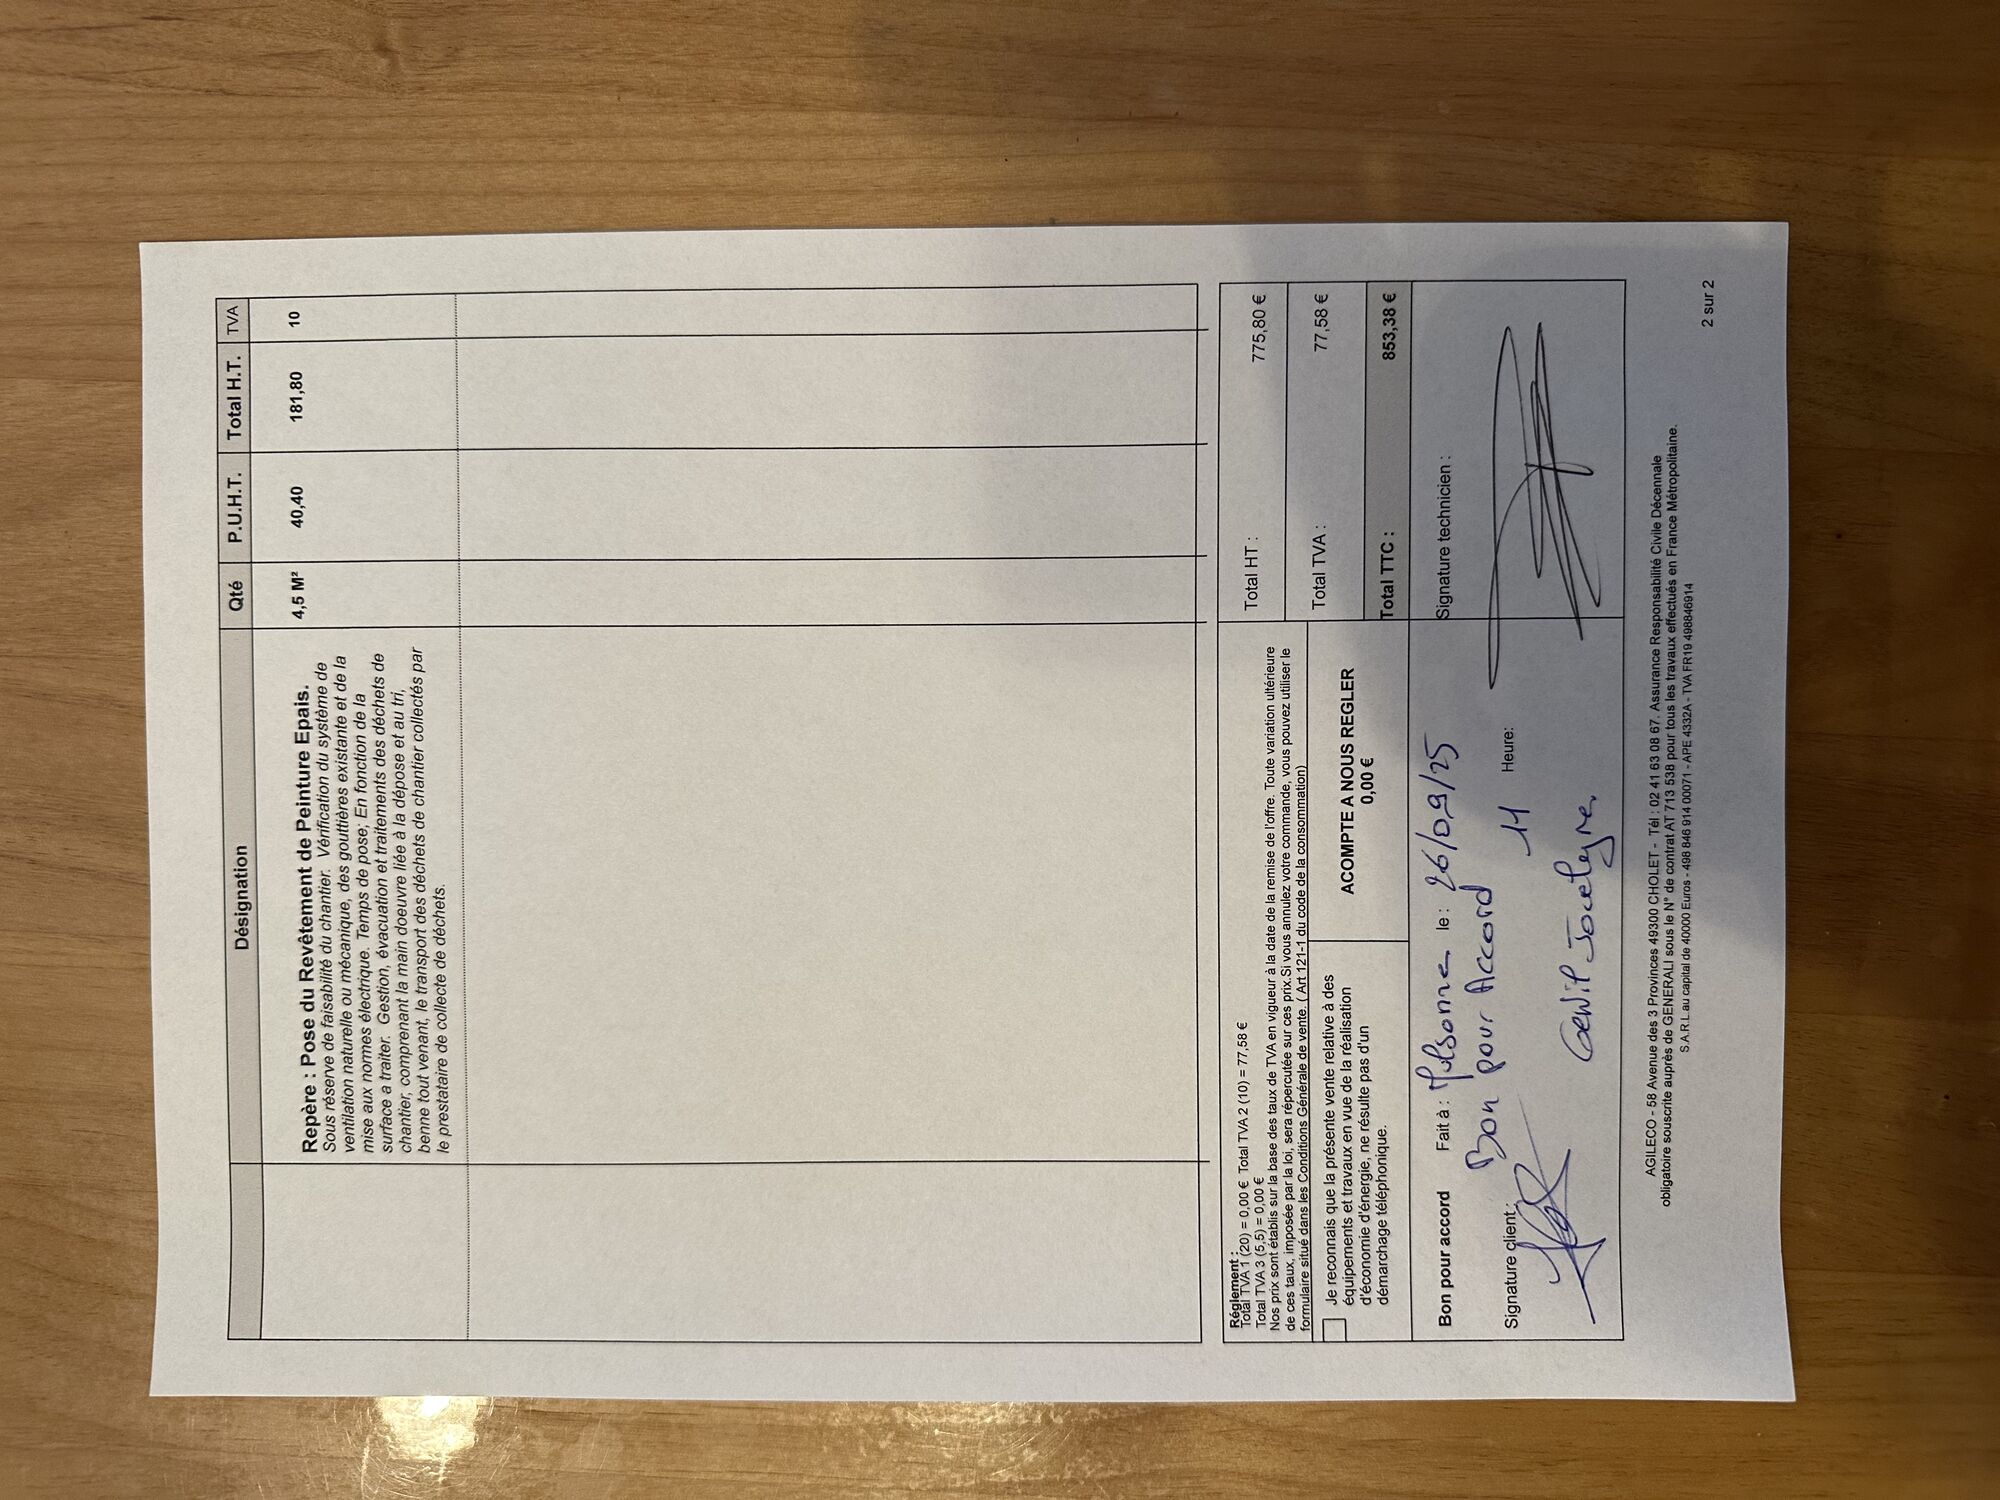 Désignation Qté P.U.H.T. Total H.T. TVA
Repère : Pose du Revêtement de Peinture Epais. 4,5 M² 40,40 181,80 10
Sous réserve de faisabilité du chantier. Vérification du système de
ventilation naturelle ou mécanique, des gouttières existante et de la
mise aux normes électrique. Temps de pose; En fonction de la
surface a traiter. Gestion, évacuation et traitements des déchets de
chantier, comprenant la main doeuvre liée à la dépose et au tri,
benne tout venant, le transport des déchets de chantier collectés par
le prestataire de collecte de déchets.
Réglement :
Total TVA 1 (20) = 0,00 € Total TVA 2 (10) = 77,58 €
Total TVA 3 (5,5) = 0,00 €
Nos prix sont établis sur la base des taux de TVA en vigueur à la date de la remise de l'offre. Toute variation ultérieure
de ces taux, imposée par la loi, sera répercutée sur ces prix.Si vous annulez votre commande, vous pouvez utiliser le
formulaire situé dans les Conditions Générale de vente. ( Art 121-1 du code de la consommation)
Total HT : 775,80 €
Total TVA : 77,58 €
Total TTC : 853,38 €
Je reconnais que la présente vente relative à des
équipements et travaux en vue de la réalisation
d'économie d'énergie, ne résulte pas d'un
démarchage téléphonique.
ACOMPTE A NOUS REGLER
0,00 €
Bon pour accord Fait à : Mulsanne le : 26/09/25
Signature technicien :
Bon pour Accord
Signature client : 11 Heure:
AGILECO - 58 Avenue des 3 Provinces 49300 CHOLET - Tél : 02 41 63 08 67. Assurance Responsabilité Civile Décennale
obligatoire souscrite auprès de GENERALI sous le N° de contrat AT 713 538 pour tous les travaux effectués en France Métropolitaine.
S.A.R.L au capital de 40000 Euros - 498 846 914 00071 - APE 4332A - TVA FR19 498846914
2 sur 2